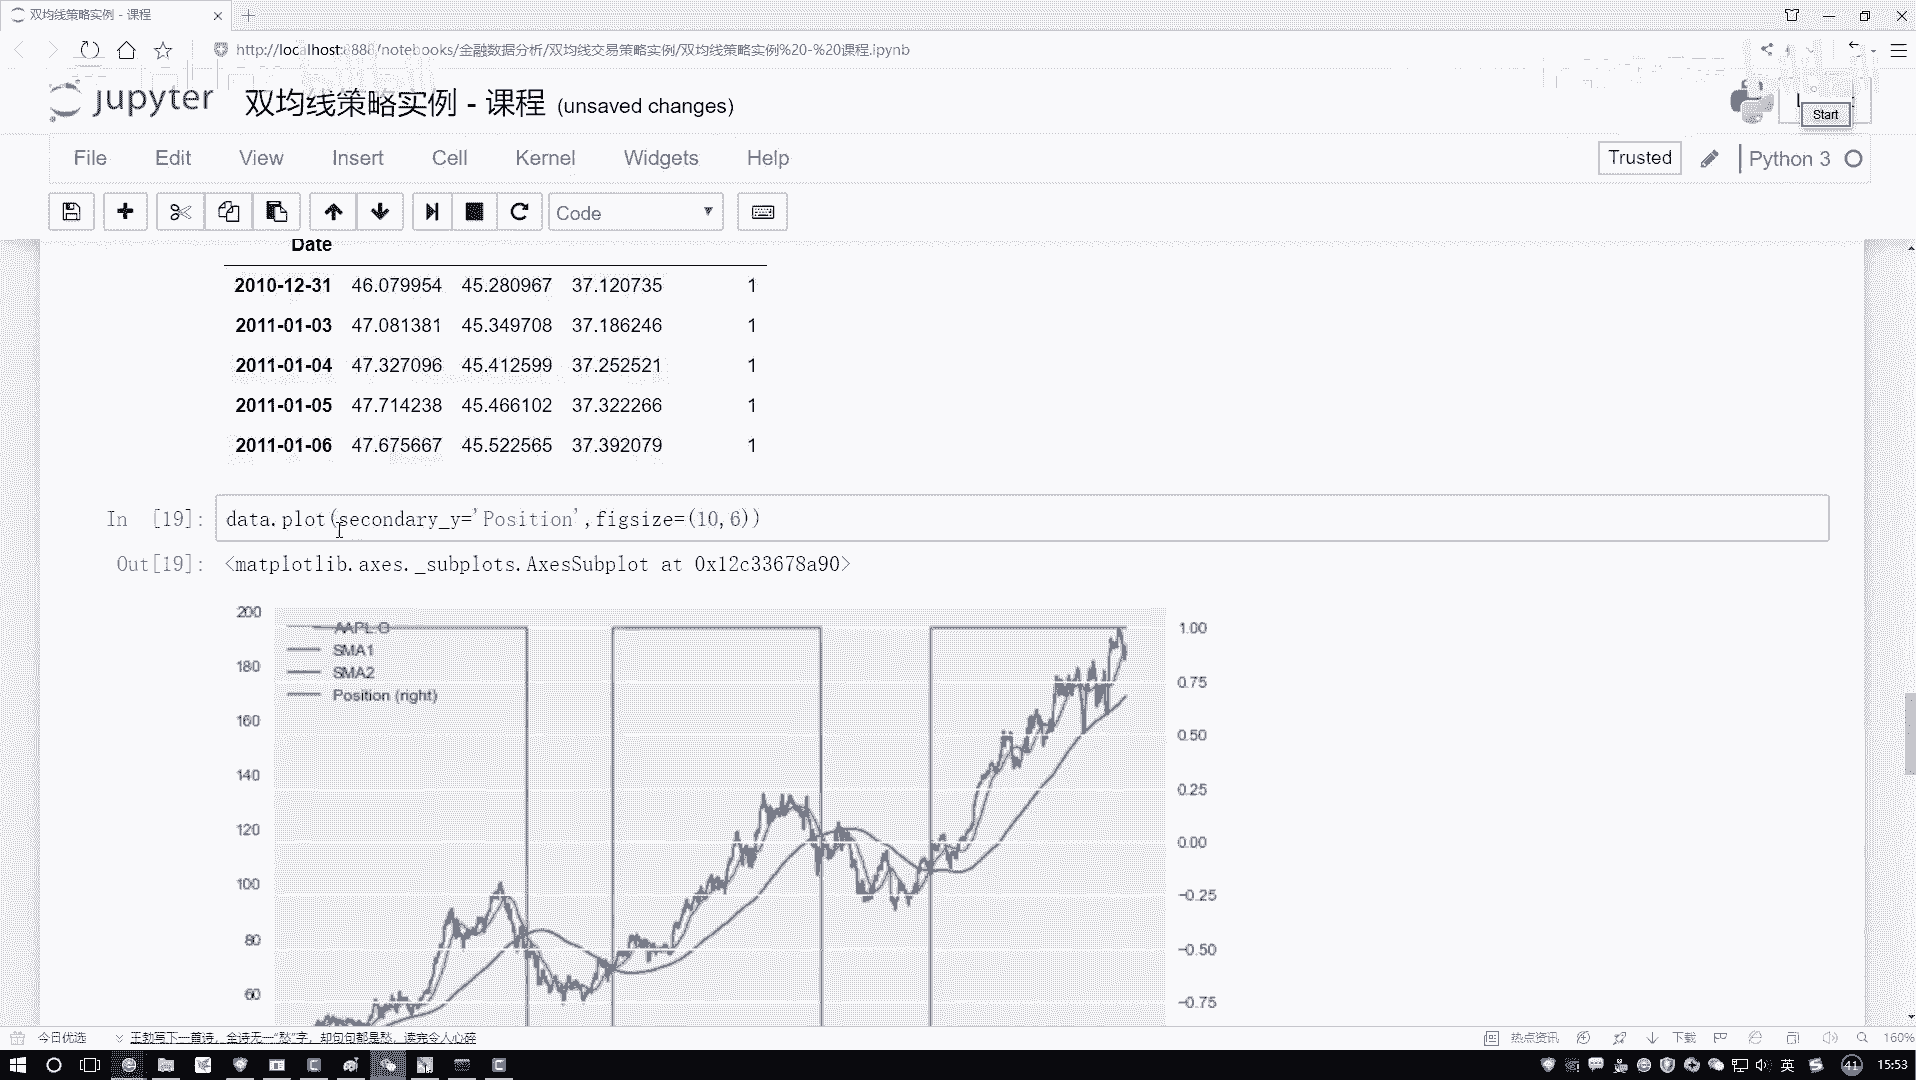 双均线策略实例 - 课程
http://localhost:8888/notebooks/金融数据分析/双均线交易策略实例/双均线策略实例%20-%20课程.ipynb
jupyter 双均线策略实例 - 课程 (unsaved changes)
Start
File Edit View Insert Cell Kernel Widgets Help
Trusted Python 3
Code
Date
2010-12-31 46.079954 45.280967 37.120735 1
2011-01-03 47.081381 45.349708 37.186246 1
2011-01-04 47.327096 45.412599 37.252521 1
2011-01-05 47.714238 45.466102 37.322266 1
2011-01-06 47.675667 45.522565 37.392079 1
In [19]: data.plot(secondary_y='Position',figsize=(10,6))
Out[19]: <matplotlib.axes._subplots.AxesSubplot at 0x12c33678a90>
200
AAPL.O 1.00
SMA1
180 SMA2 0.75
Position (right)
160 0.50
140 0.25
120 0.00
100 -0.25
80 -0.50
60 -0.75
今日优选 王勃写下一首诗，全诗无一“愁”字，却句句都是愁，读完令人心碎 热点资讯 下载 160%
英 41 15:53